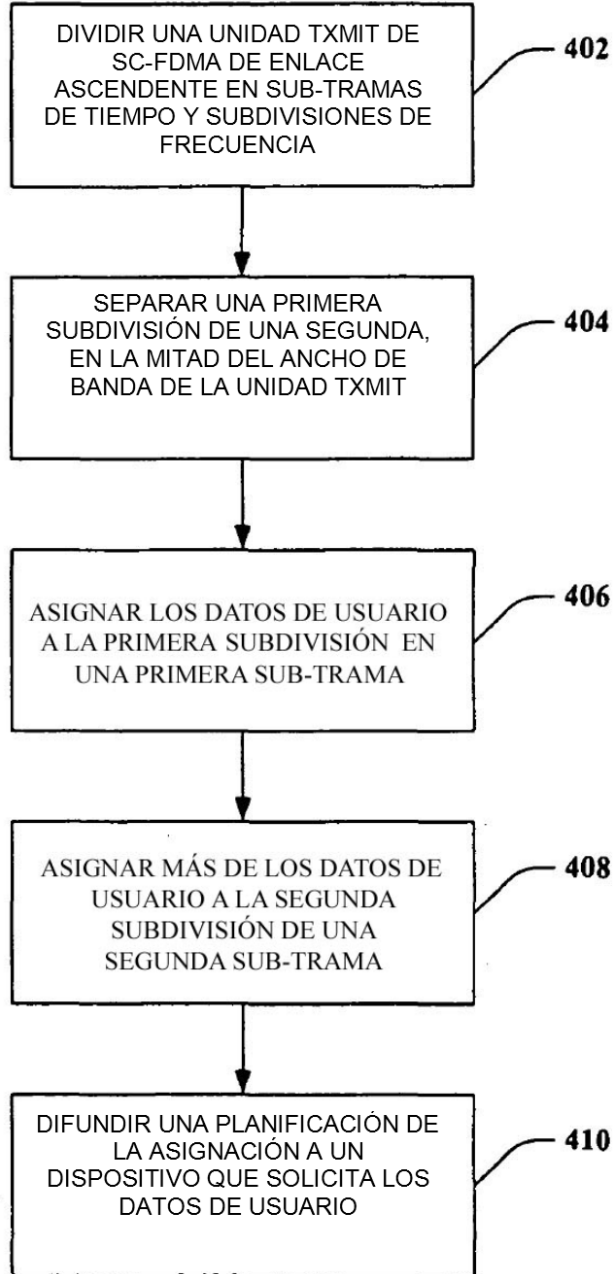 DIVIDIR UNA UNIDAD TXMIT DE
SC-FDMA DE ENLACE
ASCENDENTE EN SUB-TRAMAS
DE TIEMPO Y SUBDIVISIONES DE
FRECUENCIA
402
SEPARAR UNA PRIMERA
SUBDIVISIÓN DE UNA SEGUNDA,
EN LA MITAD DEL ANCHO DE
BANDA DE LA UNIDAD TXMIT
404
ASIGNAR LOS DATOS DE USUARIO
A LA PRIMERA SUBDIVISIÓN EN
UNA PRIMERA SUB-TRAMA
406
ASIGNAR MÁS DE LOS DATOS DE
USUARIO A LA SEGUNDA
SUBDIVISIÓN DE UNA
SEGUNDA SUB-TRAMA
408
DIFUNDIR UNA PLANIFICACIÓN DE
LA ASIGNACIÓN A UN
DISPOSITIVO QUE SOLICITA LOS
DATOS DE USUARIO
410